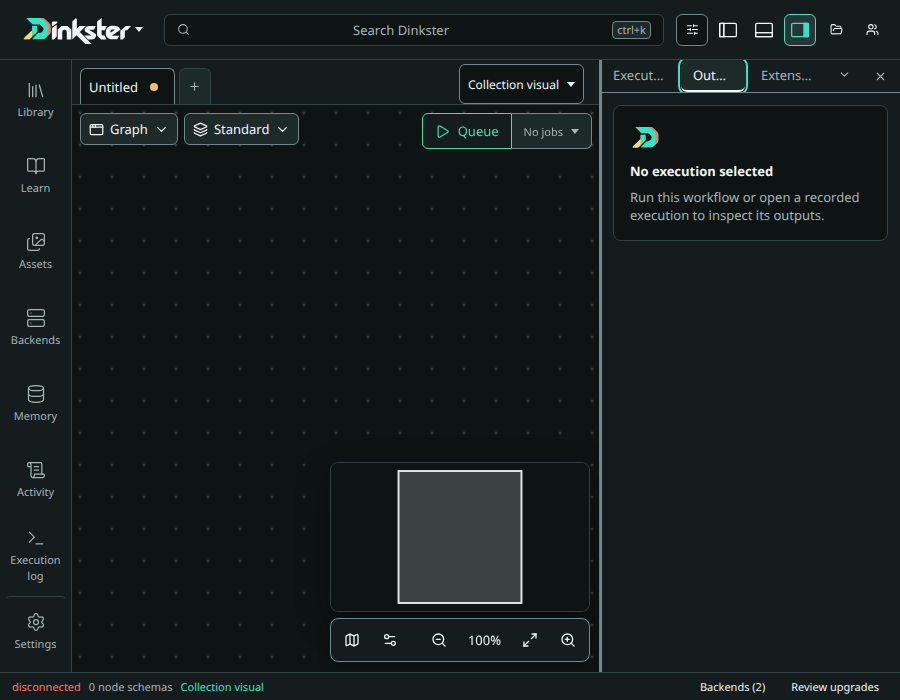 Dinkster
Search Dinkster
ctrl+k
Library
Learn
Assets
Backends
Memory
Activity
Execution
log
Settings
Untitled
+
Collection visual
Graph
Standard
Queue
No jobs
100%
Execut...
Out...
Extens...
No execution selected
Run this workflow or open a recorded
execution to inspect its outputs.
disconnected
0 node schemas
Collection visual
Backends (2)
Review upgrades